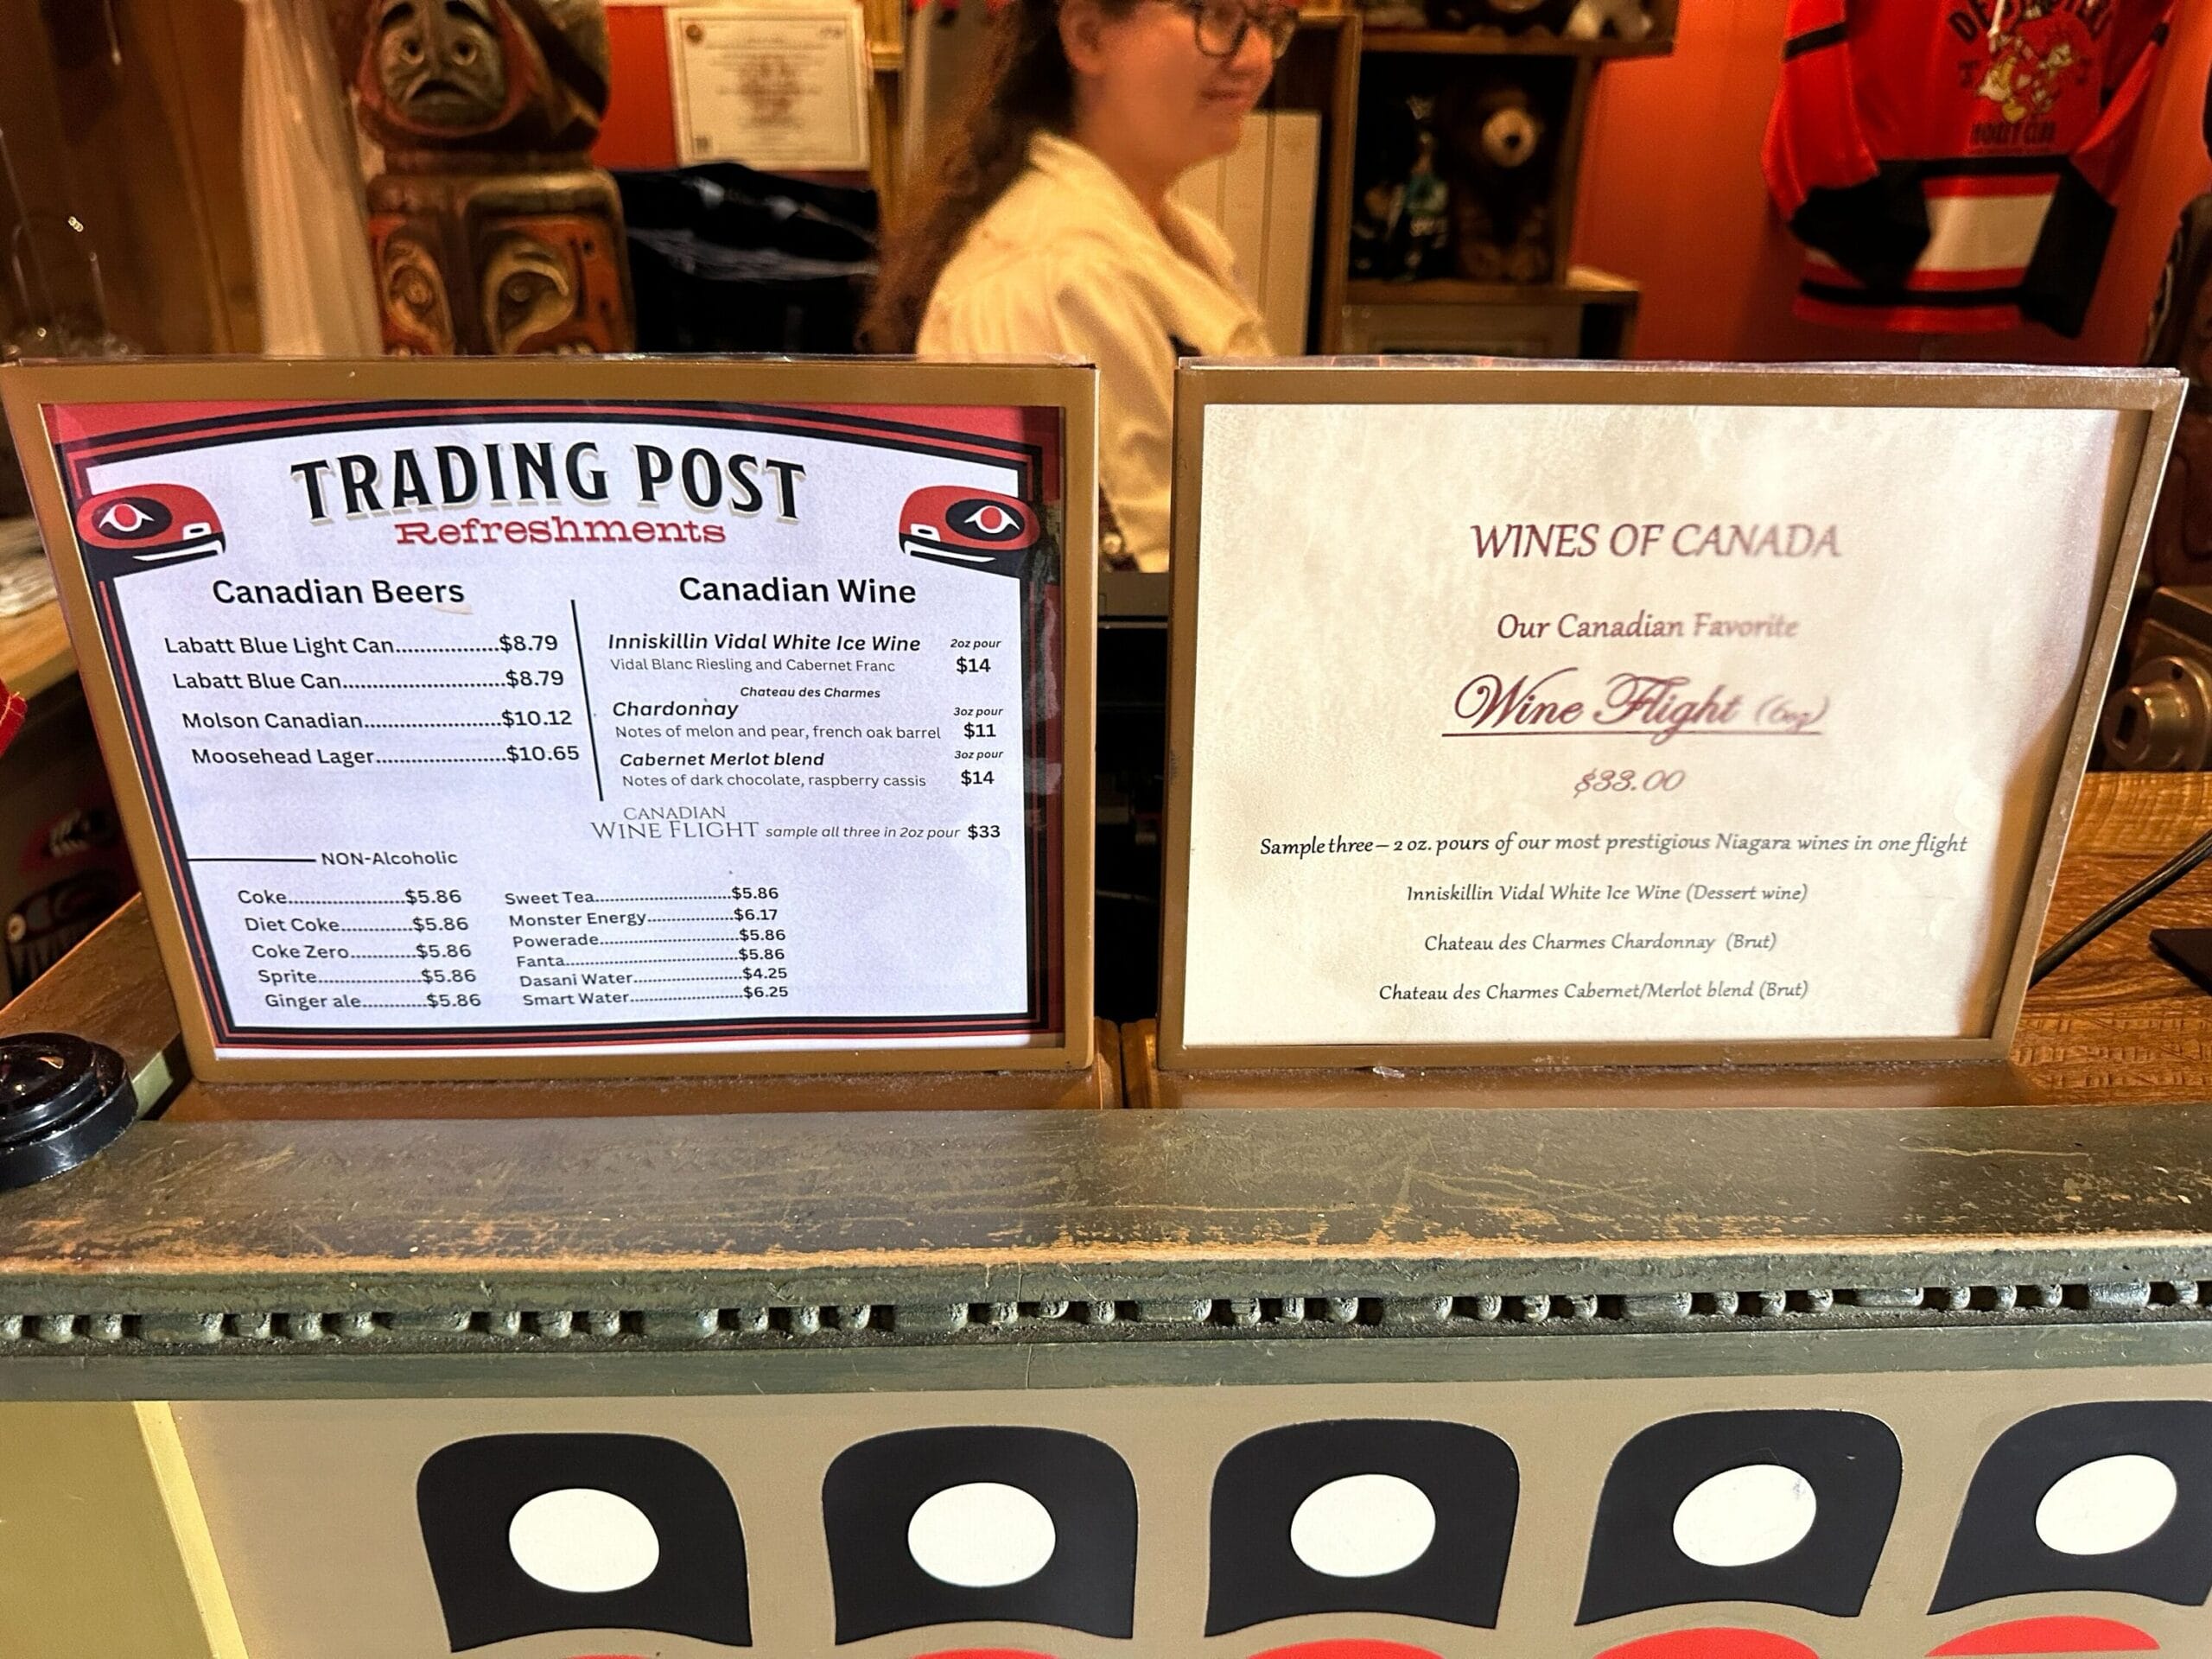 TRADING POST
Refreshments
Canadian Beers
Labatt Blue Light Can..................$8.79
Labatt Blue Can............................$8.79
Molson Canadian........................$10.12
Moosehead Lager.......................$10.65
Canadian Wine
Inniskillin Vidal White Ice Wine 2oz pour
Vidal Blanc Riesling and Cabernet Franc $14
Chateau des Charmes
Chardonnay 3oz pour
Notes of melon and pear, french oak barrel $11
Cabernet Merlot blend 3oz pour
Notes of dark chocolate, raspberry cassis $14
CANADIAN
WINE FLIGHT sample all three in 2oz pour $33
NON-Alcoholic
Coke........................$5.86
Diet Coke...............$5.86
Coke Zero..............$5.86
Sprite......................$5.86
Ginger ale.............$5.86
Sweet Tea..............................$5.86
Monster Energy...................$6.17
Powerade..............................$5.86
Fanta.....................................$5.86
Dasani Water.......................$4.25
Smart Water.........................$6.25
WINES OF CANADA
Our Canadian Favorite
Wine Flight (6oz)
$33.00
Sample three – 2 oz. pours of our most prestigious Niagara wines in one flight
Inniskillin Vidal White Ice Wine (Dessert wine)
Chateau des Charmes Chardonnay (Brut)
Chateau des Charmes Cabernet/Merlot blend (Brut)
HOCKEY CLUB